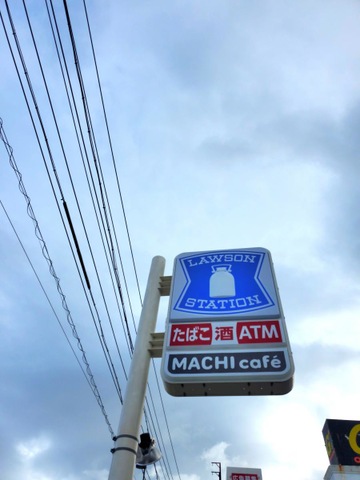 LAWSON
STATION
たばこ 酒 ATM
MACHI café